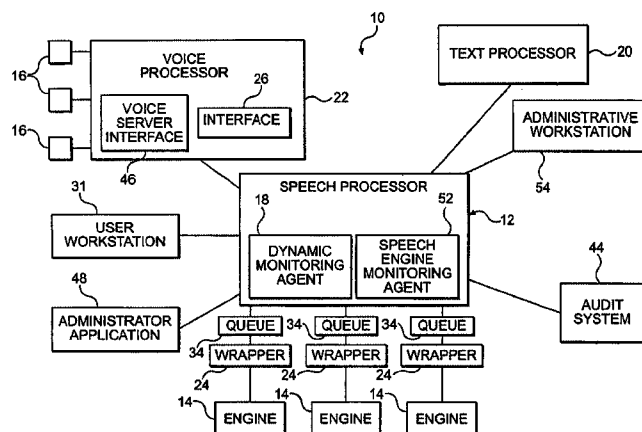 10
16
VOICE
PROCESSOR
26
22
VOICE
SERVER
INTERFACE
INTERFACE
16
46
TEXT PROCESSOR
20
ADMINISTRATIVE
WORKSTATION
54
SPEECH PROCESSOR
12
18
52
DYNAMIC
MONITORING
AGENT
SPEECH
ENGINE
MONITORING
AGENT
31
USER
WORKSTATION
48
ADMINISTRATOR
APPLICATION
44
AUDIT
SYSTEM
QUEUE 34 QUEUE 34 QUEUE
34
WRAPPER WRAPPER WRAPPER
24 24 24
14 ENGINE 14 ENGINE 14 ENGINE